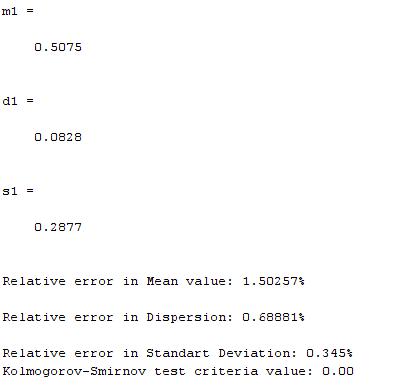 m1 =
0.5075
d1 =
0.0828
s1 =
0.2877
Relative error in Mean value: 1.50257%
Relative error in Dispersion: 0.68881%
Relative error in Standart Deviation: 0.345%
Kolmogorov-Smirnov test criteria value: 0.00